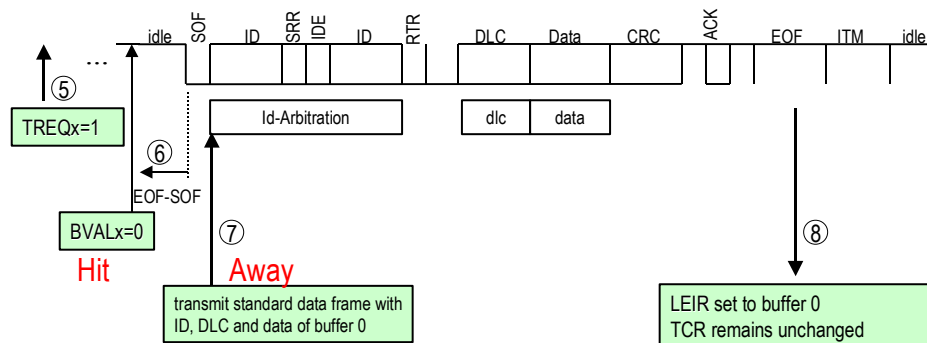 idle SOF ID SRR IDE ID RTR DLC Data CRC ACK EOF ITM idle
...
⑤
TREQx=1
Id-Arbitration dlc data
⑥
EOF-SOF
BVALx=0
⑦
⑧
Hit Away
transmit standard data frame with
ID, DLC and data of buffer 0
LEIR set to buffer 0
TCR remains unchanged